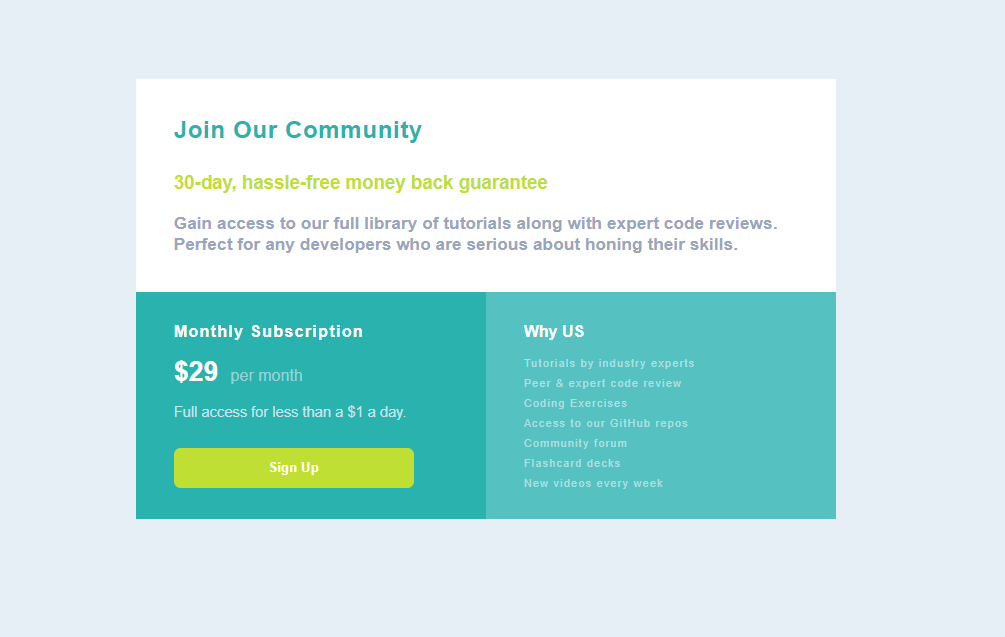 Join Our Community
30-day, hassle-free money back guarantee
Gain access to our full library of tutorials along with expert code reviews.
Perfect for any developers who are serious about honing their skills.
Monthly Subscription
$29 per month
Full access for less than a $1 a day.
Sign Up
Why US
Tutorials by industry experts
Peer & expert code review
Coding Exercises
Access to our GitHub repos
Community forum
Flashcard decks
New videos every week